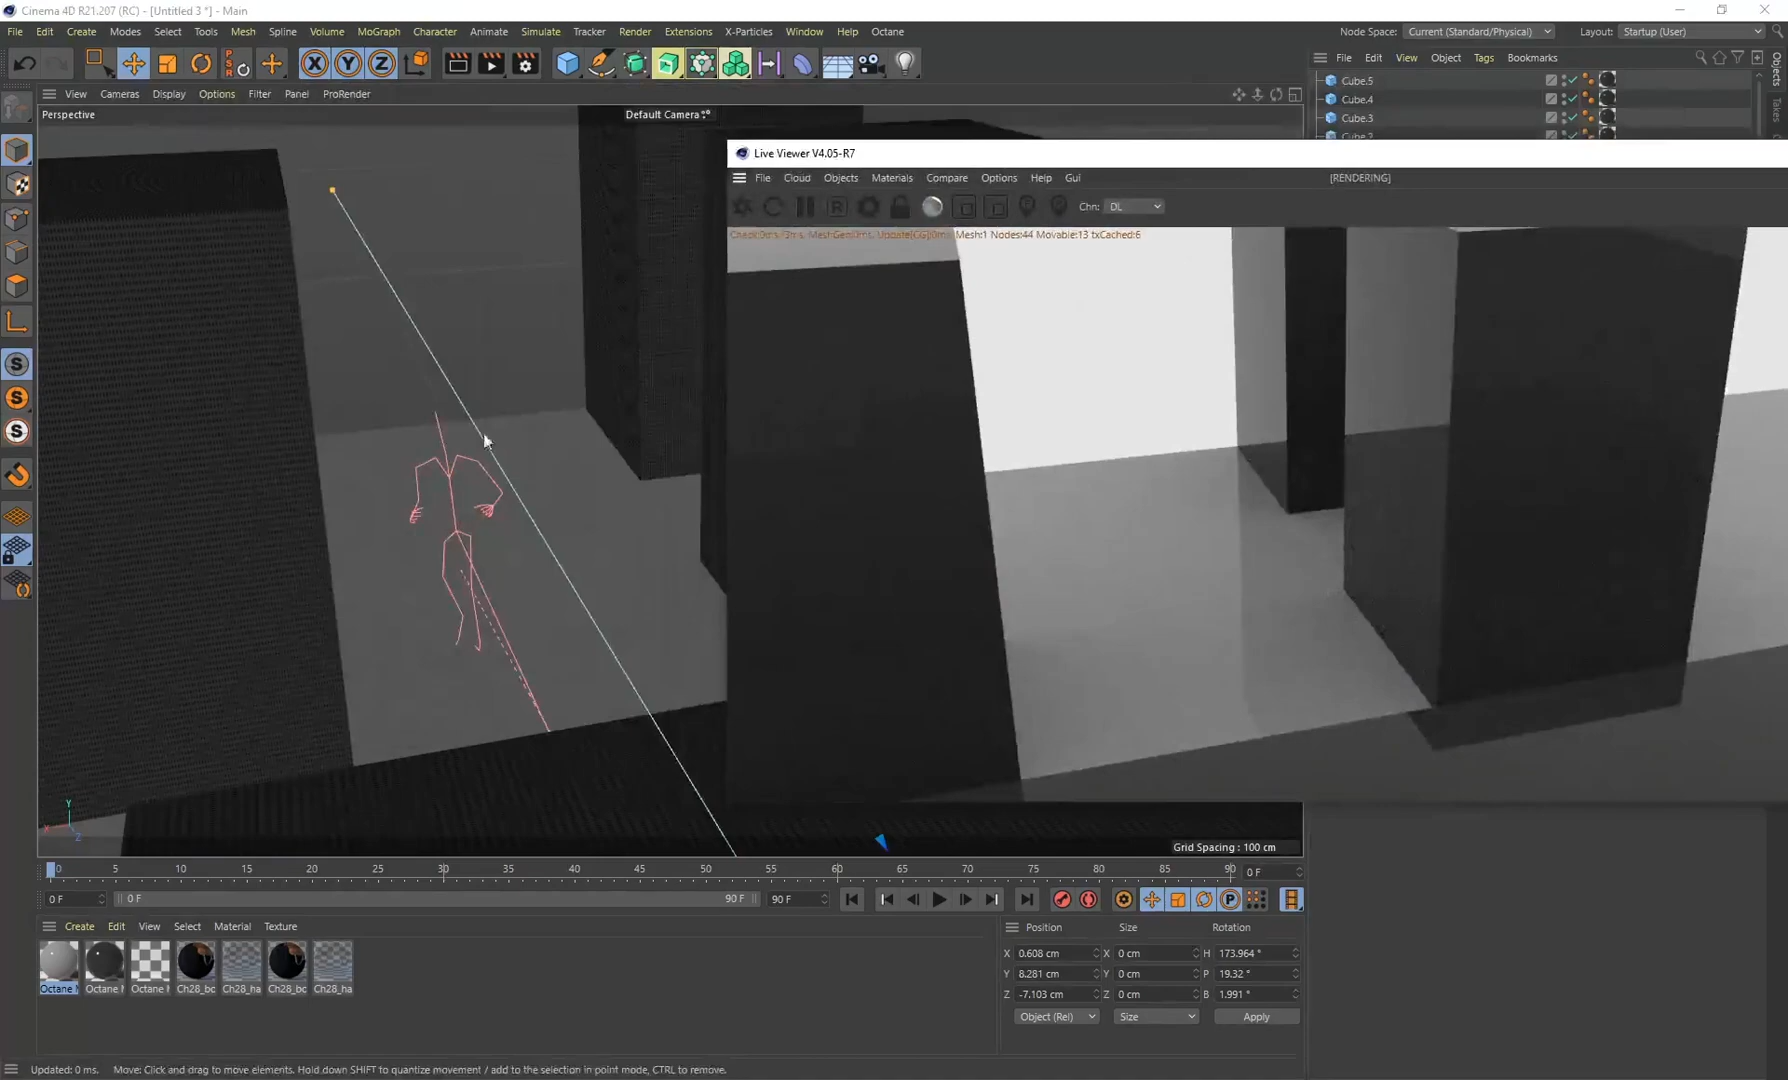 Cinema 4D R21.207 (RC) - [Untitled 3 *] - Main
File Edit Create Modes Select Tools Mesh Spline Volume MoGraph Character Animate Simulate Tracker Render Extensions X-Particles Window Help Octane Node Space: Current (Standard/Physical) Layout: Startup (User)
View Cameras Display Options Filter Panel ProRender
File Edit View Object Tags Bookmarks
Objects
Takes
Cube.5
Cube.4
Cube.3
Cube.2
Perspective
Default Camera
Live Viewer V4.05-R7
File Cloud Objects Materials Compare Options Help Gui [RENDERING]
Chn: DL
Check:0ms./3ms. MeshGen:0ms. Update[CG]:0ms. Mesh:1 Nodes:44 Movable:13 txCached:6
Y
X
Z
Grid Spacing : 100 cm
0 5 10 15 20 25 30 35 40 45 50 55 60 65 70 75 80 85 90 0 F
0 F 0 F 90 F 90 F
Create Edit View Select Material Texture
Octane M Octane M Octane M Ch28_bo Ch28_ha Ch28_bo Ch28_ha
Position Size Rotation
X 0.608 cm X 0 cm H 173.964 °
Y 8.281 cm Y 0 cm P 19.32 °
Z -7.103 cm Z 0 cm B 1.991 °
Object (Rel) Size Apply
Updated: 0 ms. Move: Click and drag to move elements. Hold down SHIFT to quantize movement / add to the selection in point mode, CTRL to remove.